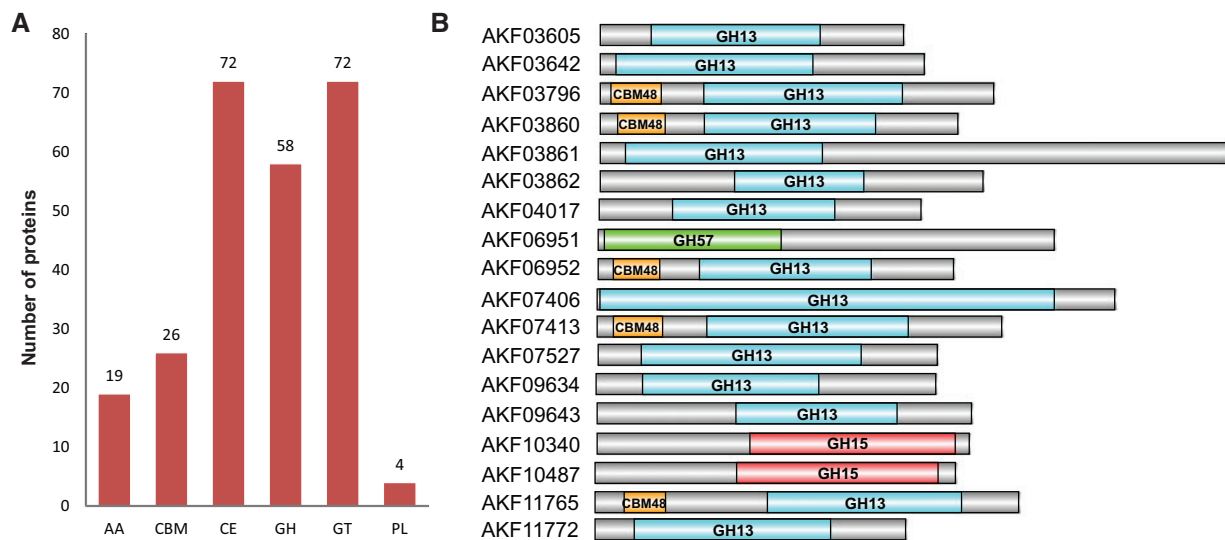 A
Number of proteins
80
70
60
50
40
30
20
10
0
19
26
72
58
72
4
AA CBM CE GH GT PL
B
AKF03605 GH13
AKF03642 GH13
AKF03796 CBM48 GH13
AKF03860 CBM48 GH13
AKF03861 GH13
AKF03862 GH13
AKF04017 GH13
AKF06951 GH57
AKF06952 CBM48 GH13
AKF07406 GH13
AKF07413 CBM48 GH13
AKF07527 GH13
AKF09634 GH13
AKF09643 GH13
AKF10340 GH15
AKF10487 GH15
AKF11765 CBM48 GH13
AKF11772 GH13